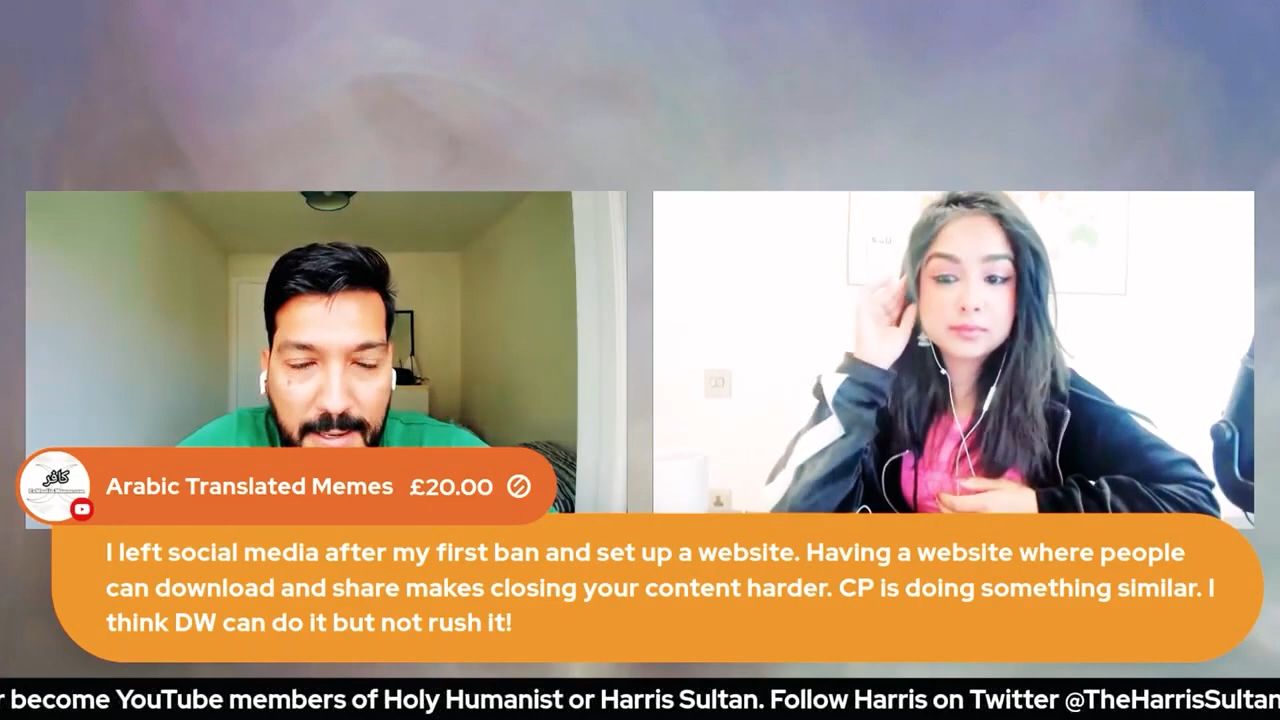 كافر
Arabic Translated Memes £20.00
I left social media after my first ban and set up a website. Having a website where people
can download and share makes closing your content harder. CP is doing something similar. I
think DW can do it but not rush it!
r become YouTube members of Holy Humanist or Harris Sultan. Follow Harris on Twitter @TheHarrisSultan